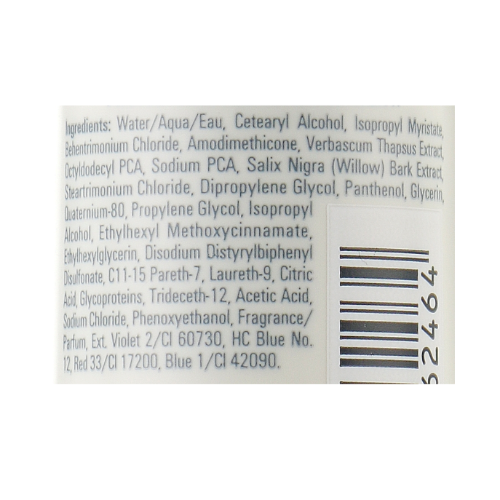 Ingredients: Water/Aqua/Eau, Cetearyl Alcohol, Isopropyl Myristate,
Behentrimonium Chloride, Amodimethicone, Verbascum Thapsus Extract,
Octyldodecyl PCA, Sodium PCA, Salix Nigra (Willow) Bark Extract,
Steartrimonium Chloride, Dipropylene Glycol, Panthenol, Glycerin,
Quaternium-80, Propylene Glycol, Isopropyl
Alcohol, Ethylhexyl Methoxycinnamate,
Ethylhexylglycerin, Disodium Distyrylbiphenyl
Disulfonate, C11-15 Pareth-7, Laureth-9, Citric
Acid, Glycoproteins, Trideceth-12, Acetic Acid,
Sodium Chloride, Phenoxyethanol, Fragrance/
Parfum, Ext. Violet 2/CI 60730, HC Blue No.
12, Red 33/CI 17200, Blue 1/CI 42090.
62464